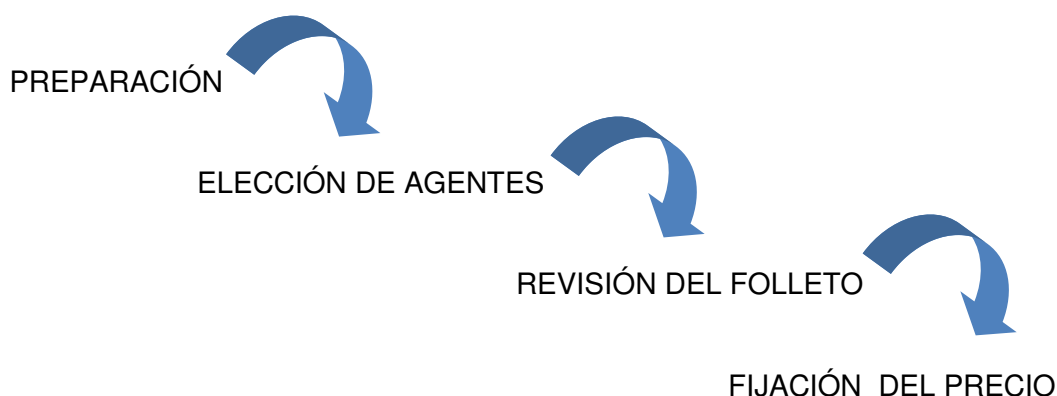 PREPARACIÓN
ELECCIÓN DE AGENTES
REVISIÓN DEL FOLLETO
FIJACIÓN DEL PRECIO